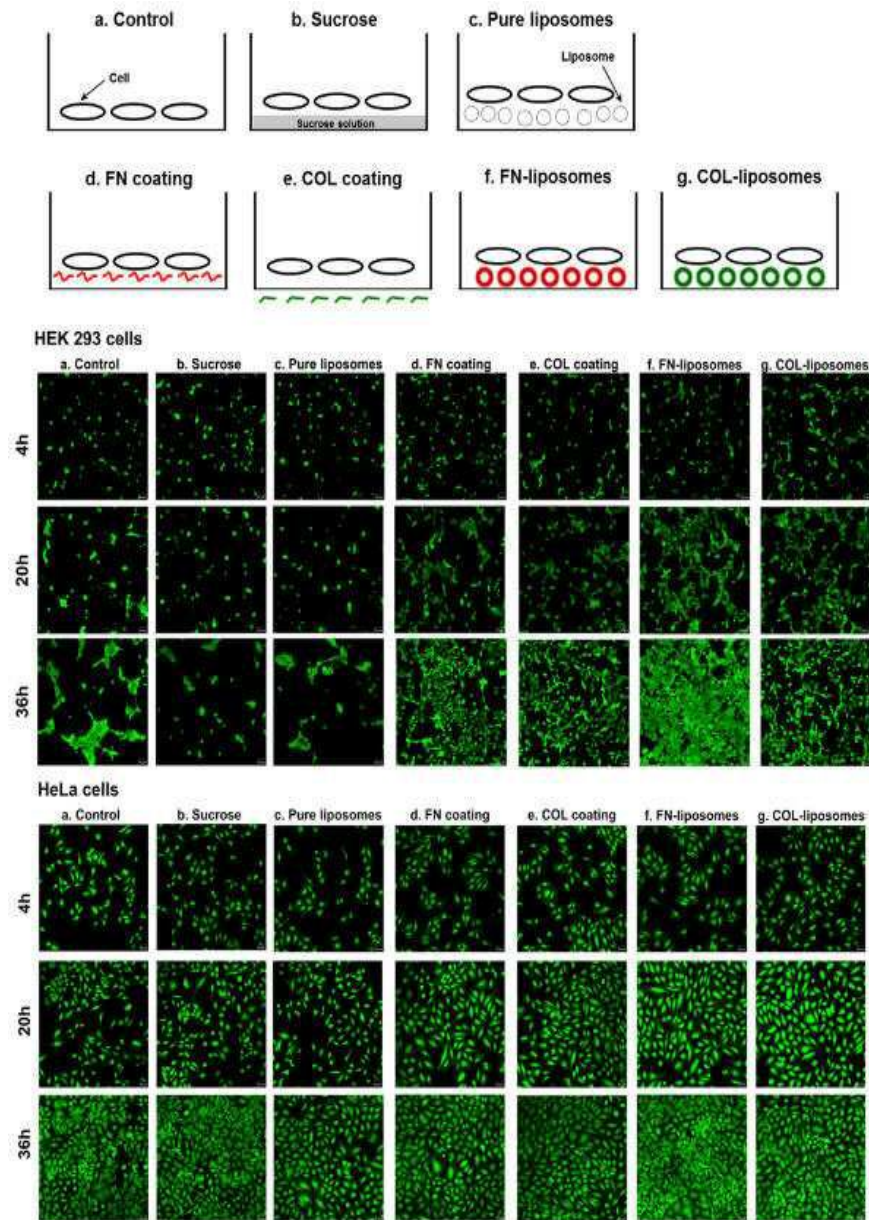 a. Control
b. Sucrose
c. Pure liposomes
Cell
Liposome
Sucrose solution
d. FN coating
e. COL coating
f. FN-liposomes
g. COL-liposomes
HEK 293 cells
a. Control
b. Sucrose
c. Pure liposomes
d. FN coating
e. COL coating
f. FN-liposomes
g. COL-liposomes
4h
20h
36h
HeLa cells
a. Control
b. Sucrose
c. Pure liposomes
d. FN coating
e. COL coating
f. FN-liposomes
g. COL-liposomes
4h
20h
36h